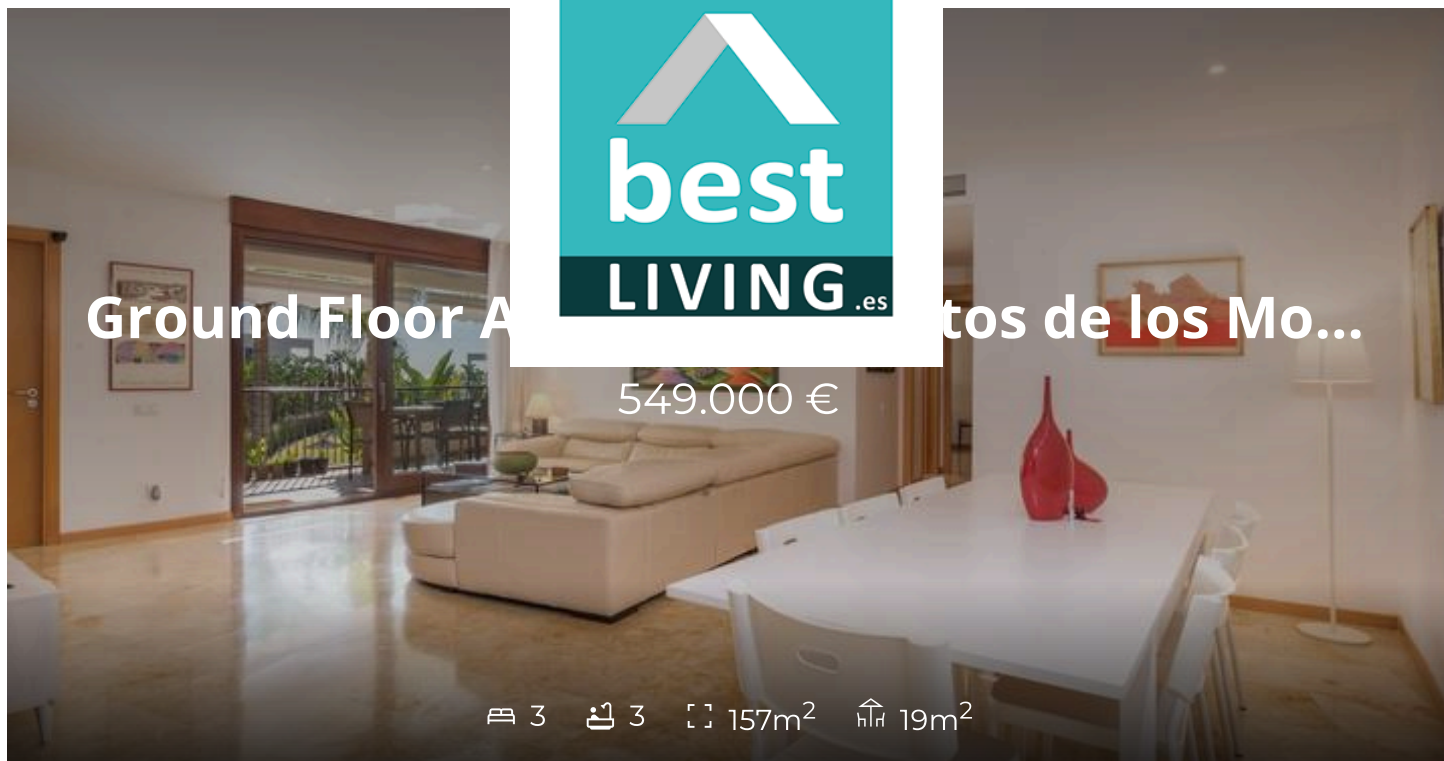 best
LIVING.es
Ground Floor A
tos de los Mo...
549.000 €
3 3 157m² 19m²